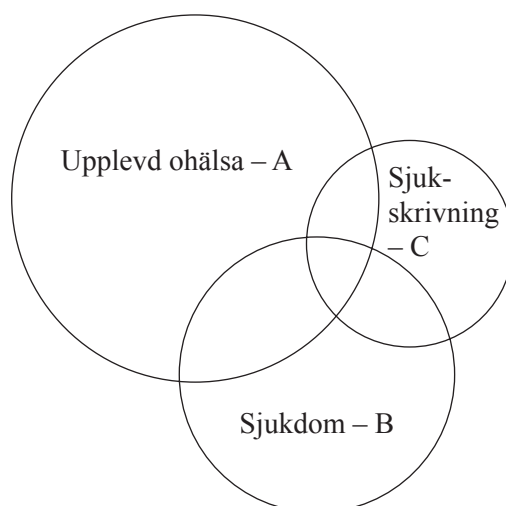 Upplevd ohälsa – A
Sjuk-
skrivning
– C
Sjukdom – B